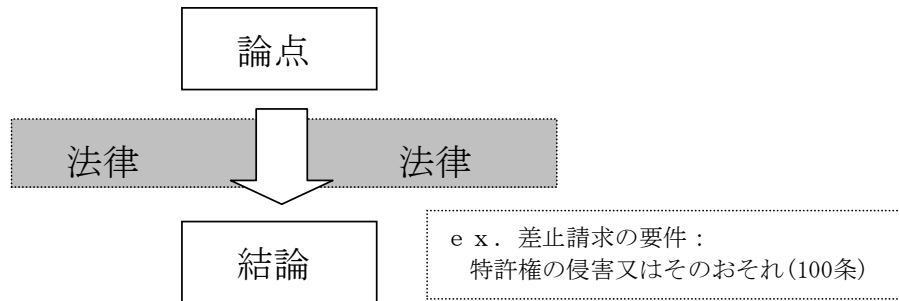 論点
法律 法律
結論
ｅｘ．差止請求の要件：
特許権の侵害又はそのおそれ(100条)